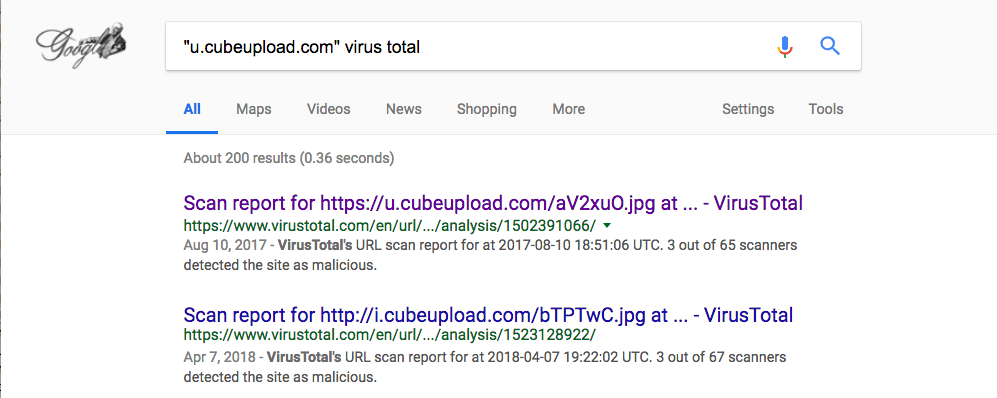 Google
"u.cubeupload.com" virus total
All Maps Videos News Shopping More Settings Tools
About 200 results (0.36 seconds)
Scan report for https://u.cubeupload.com/aV2xuO.jpg at ... - VirusTotal
https://www.virustotal.com/en/url/.../analysis/1502391066/
Aug 10, 2017 - VirusTotal's URL scan report for at 2017-08-10 18:51:06 UTC. 3 out of 65 scanners
detected the site as malicious.
Scan report for http://i.cubeupload.com/bTPTwC.jpg at ... - VirusTotal
https://www.virustotal.com/en/url/.../analysis/1523128922/
Apr 7, 2018 - VirusTotal's URL scan report for at 2018-04-07 19:22:02 UTC. 3 out of 67 scanners
detected the site as malicious.